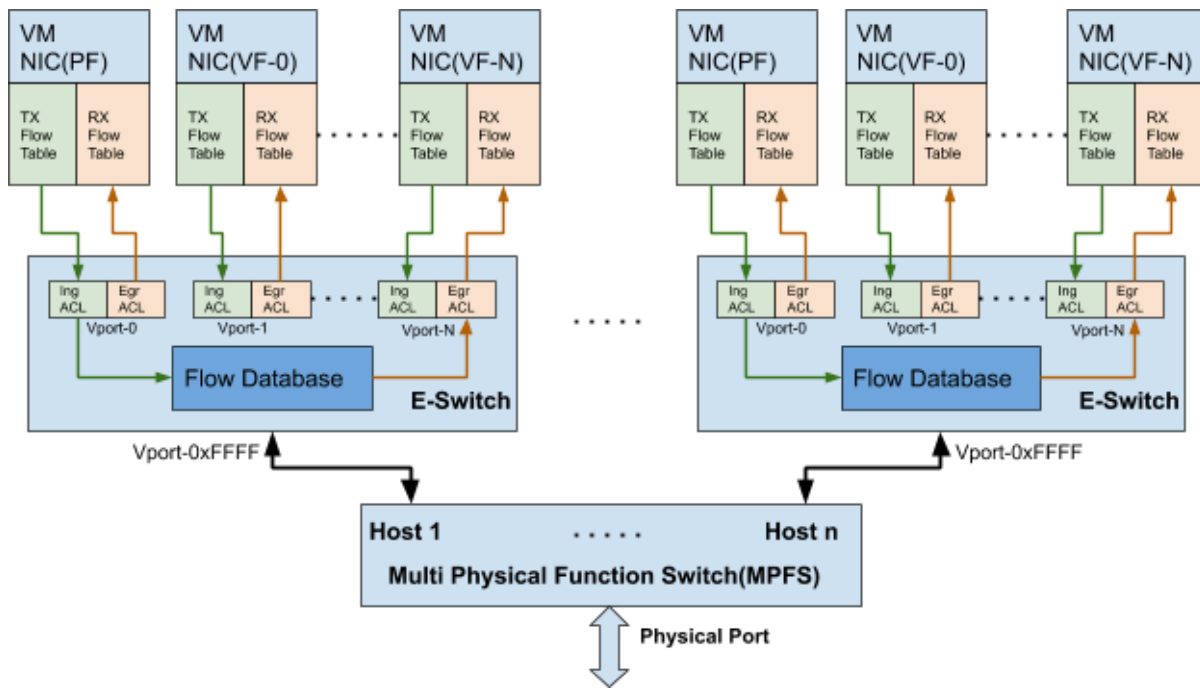 VM
NIC(PF)
VM
NIC(VF-0)
VM
NIC(VF-N)
VM
NIC(PF)
VM
NIC(VF-0)
VM
NIC(VF-N)
TX
Flow
Table
RX
Flow
Table
TX
Flow
Table
RX
Flow
Table
TX
Flow
Table
RX
Flow
Table
TX
Flow
Table
RX
Flow
Table
TX
Flow
Table
RX
Flow
Table
TX
Flow
Table
RX
Flow
Table
Ing
ACL
Egr
ACL
Vport-0
Ing
ACL
Egr
ACL
Vport-1
Ing
ACL
Egr
ACL
Vport-N
Ing
ACL
Egr
ACL
Vport-0
Ing
ACL
Egr
ACL
Vport-1
Ing
ACL
Egr
ACL
Vport-N
Flow Database
E-Switch
Flow Database
E-Switch
Vport-0xFFFF
Vport-0xFFFF
Host 1
Host n
Multi Physical Function Switch(MPFS)
Physical Port